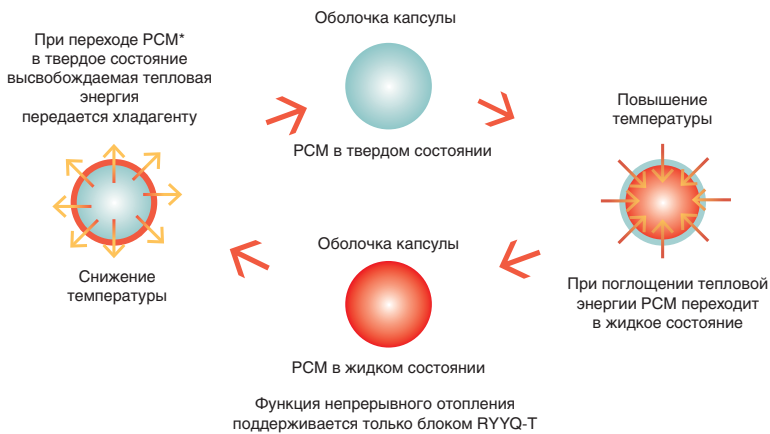 Оболочка капсулы
При переходе PCM*
в твердое состояние
высвобождаемая тепловая
энергия
передается хладагенту
PCM в твердом состоянии
Повышение
температуры
Снижение
температуры
Оболочка капсулы
При поглощении тепловой
энергии PCM переходит
в жидкое состояние
PCM в жидком состоянии
Функция непрерывного отопления
поддерживается только блоком RYYQ-T